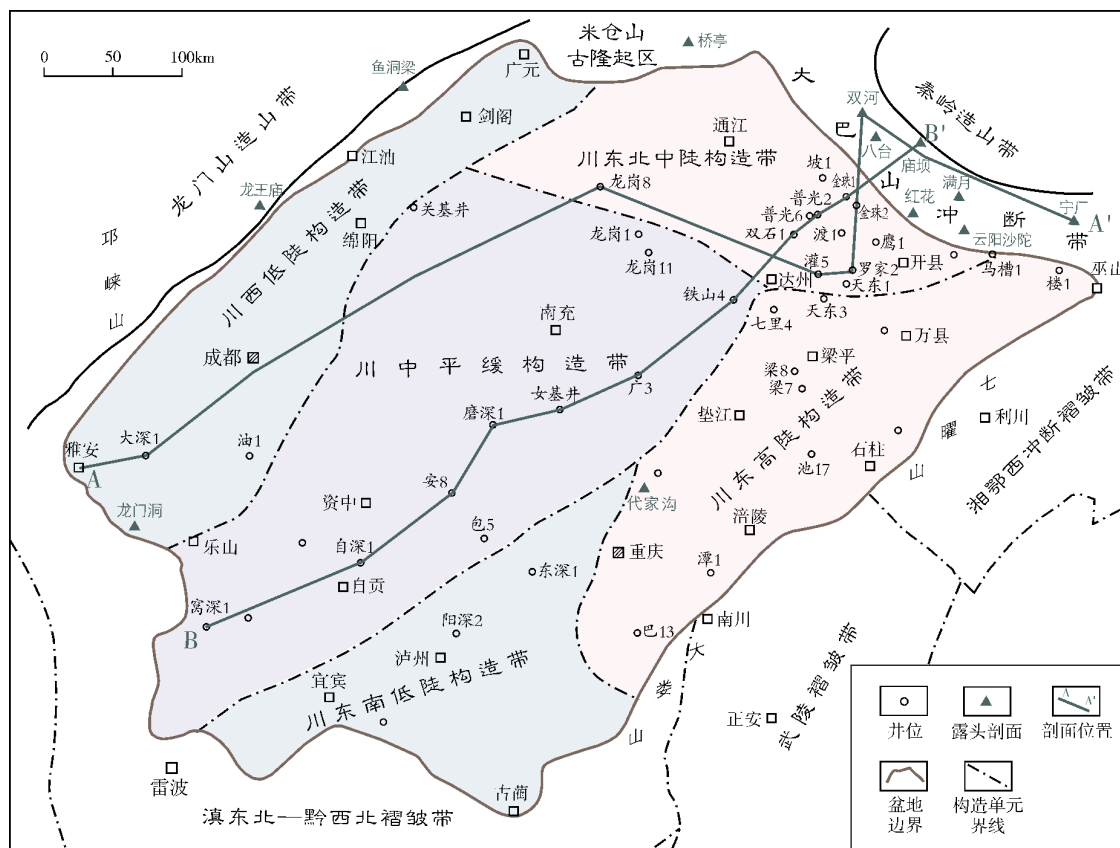 0 50 100km
米仓山
古隆起区
桥亭
广元
鱼洞梁
龙门山造山带
剑阁
大巴山冲断带
双河
秦岭造山带
B'
八台
庙坝
通江
川东北中陡构造带
坡1
金珠1
满月
红花
宁厂
A'
江油
龙王庙
龙岗8
关基井
普光2
普光6
金珠2
云阳沙陀
绵阳
邛崃山
川西低陡构造带
龙岗1
双石1
渡1
鹰1
龙岗11
灌5
罗家2
开县
马槽1
楼1
巫山
达州
天东1
铁山4
天东3
七里4
南充
万县
成都
川中平缓构造带
梁平
梁8
梁7
女基井
广3
磨深1
垫江
川东高陡构造带
七曜山
利川
湘鄂西冲断褶皱带
雅安
A
大深1
油1
池17
石柱
安8
代家沟
龙门洞
资中
涪陵
包5
乐山
自深1
重庆
东深1
潭1
自贡
窝深1
B
阳深2
巴13
南川
泸州
大娄山
宜宾
川东南低陡构造带
正安
武陵褶皱带
雷波
古蔺
滇东北—黔西北褶皱带
A A'
井位
露头剖面
剖面位置
盆地
边界
构造单元
界线